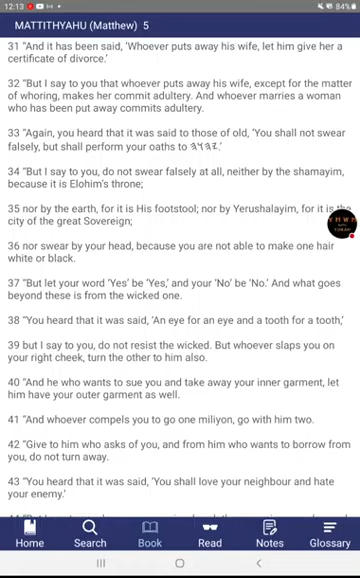 12:13
84%
MATTITHYAHU (Matthew) 5
31 "And it has been said, 'Whoever puts away his wife, let him give her a
certificate of divorce.'
32 "But I say to you that whoever puts away his wife, except for the matter
of whoring, makes her commit adultery. And whoever marries a woman
who has been put away commits adultery.
33 "Again, you heard that it was said to those of old, 'You shall not swear
falsely, but shall perform your oaths to 𐤉𐤄𐤅𐤄.'
34 "But I say to you, do not swear falsely at all, neither by the shamayim,
because it is Elohim's throne;
35 nor by the earth, for it is His footstool; nor by Yerushalayim, for it is the
city of the great Sovereign;
36 nor swear by your head, because you are not able to make one hair
white or black.
37 "But let your word 'Yes' be 'Yes,' and your 'No' be 'No.' And what goes
beyond these is from the wicked one.
38 "You heard that it was said, 'An eye for an eye and a tooth for a tooth,'
39 but I say to you, do not resist the wicked. But whoever slaps you on
your right cheek, turn the other to him also.
40 "And he who wants to sue you and take away your inner garment, let
him have your outer garment as well.
41 "And whoever compels you to go one miliyon, go with him two.
42 "Give to him who asks of you, and from him who wants to borrow from
you, do not turn away.
43 "You heard that it was said, 'You shall love your neighbour and hate
your enemy.'
Home Search Book Read Notes Glossary